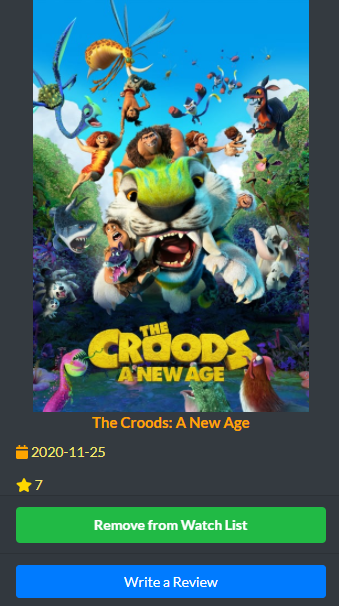 THE
CROODS
A NEW AGE
The Croods: A New Age
2020-11-25
7
Remove from Watch List
Write a Review